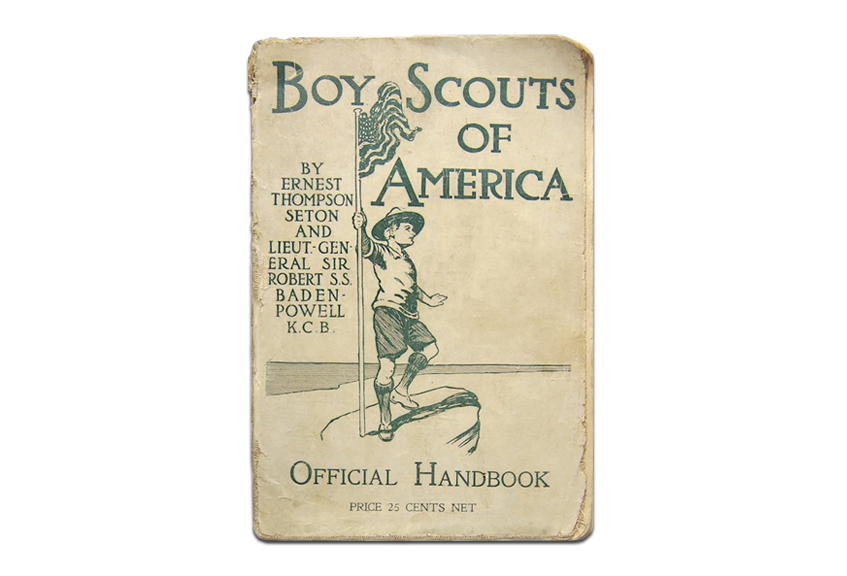 BOY SCOUTS
OF
AMERICA
BY
ERNEST
THOMPSON
SETON
AND
LIEUT.-GEN-
ERAL SIR
ROBERT S.S.
BADEN-
POWELL
K.C.B.
OFFICIAL HANDBOOK
PRICE 25 CENTS NET